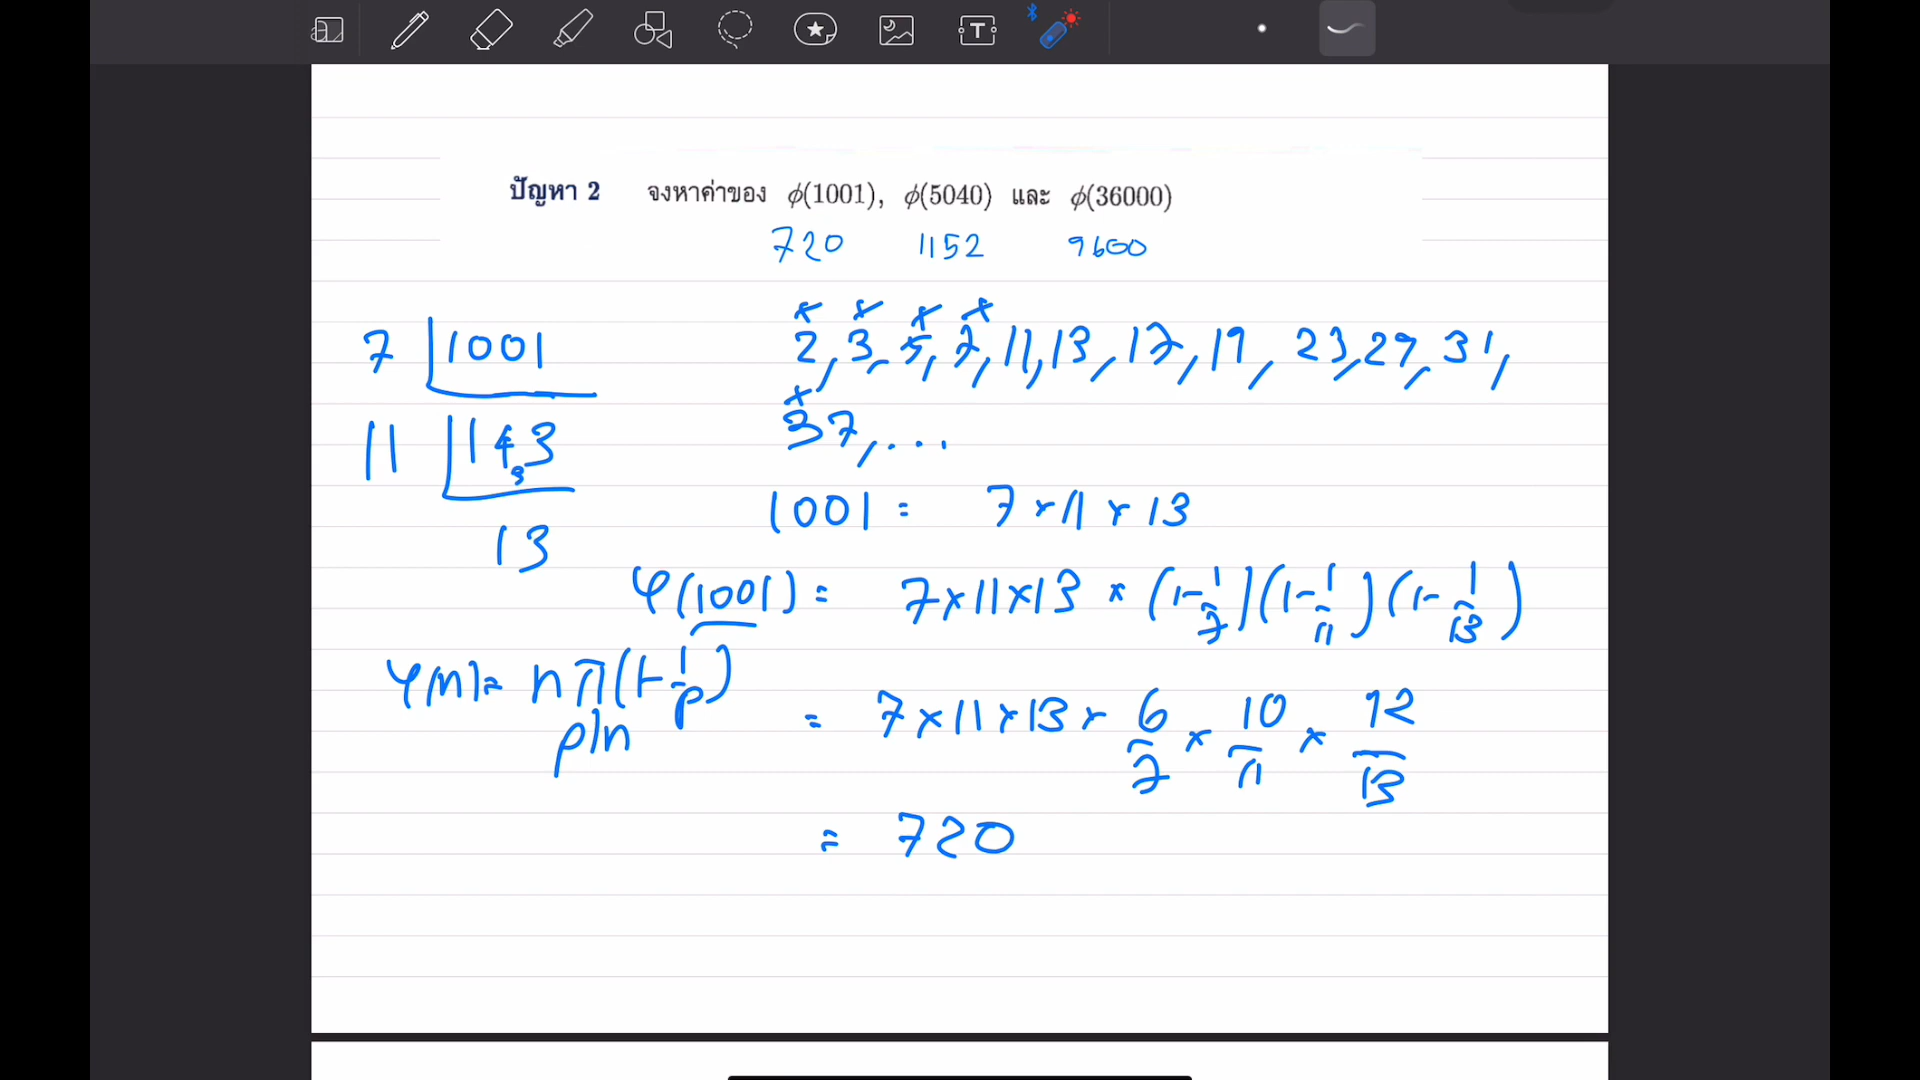 ปัญหา 2 จงหาค่าของ ϕ(1001), ϕ(5040) และ ϕ(36000)
720 1152 9600
7 | 1001
2, 3, 5, 7, 11, 13, 17, 19, 23, 29, 31,
37, ...
11 | 143
13
1001 = 7 × 11 × 13
φ(1001) = 7×11×13 × (1-1/7)(1-1/11)(1-1/13)
φ(n) = n π (1-1/p)
p|n
= 7×11×13 × 6/7 × 10/11 × 12/13
= 720